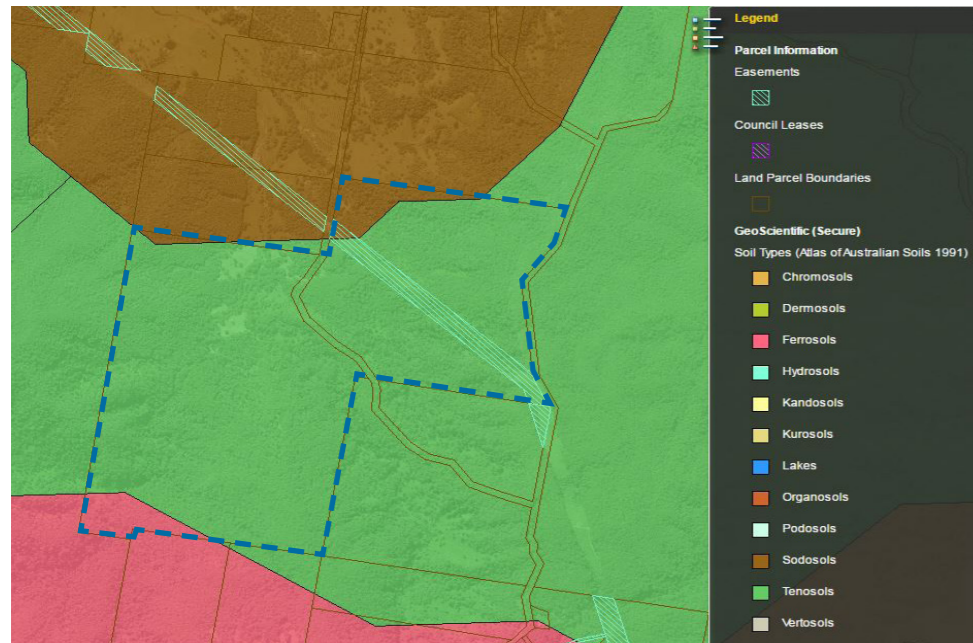 Legend
Parcel Information
Easements
Council Leases
Land Parcel Boundaries
GeoScientific (Secure)
Soil Types (Atlas of Australian Soils 1991)
Chromosols
Dermosols
Ferrosols
Hydrosols
Kandosols
Kurosols
Lakes
Organosols
Podosols
Sodosols
Tenosols
Vertosols